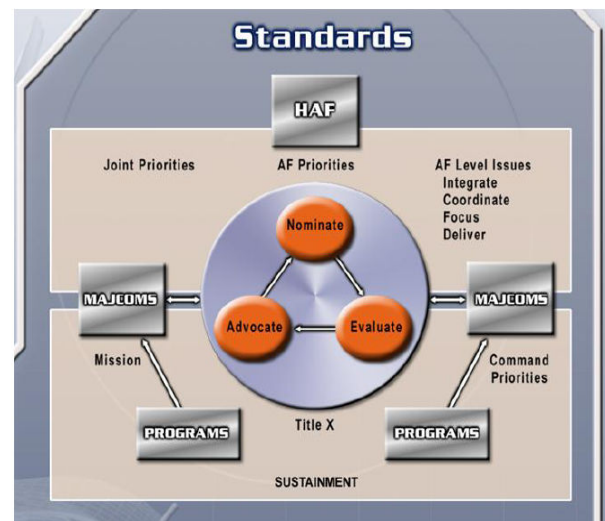 Standards
HAF
Joint Priorities
AF Priorities
AF Level Issues
Integrate
Coordinate
Focus
Deliver
Nominate
MAJCOMS
MAJCOMS
Advocate
Evaluate
Mission
Command
Priorities
PROGRAMS
Title X
PROGRAMS
SUSTAINMENT